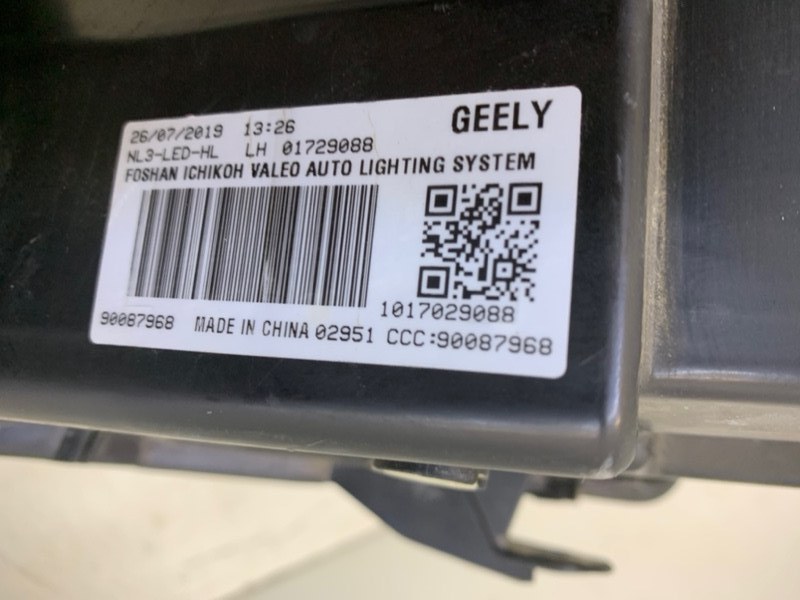 GEELY
26/07/2019 13:26
NL3-LED-HL LH 01729088
FOSHAN ICHIKOH VALEO AUTO LIGHTING SYSTEM
1017029088
90087968 MADE IN CHINA 02951 CCC:90087968